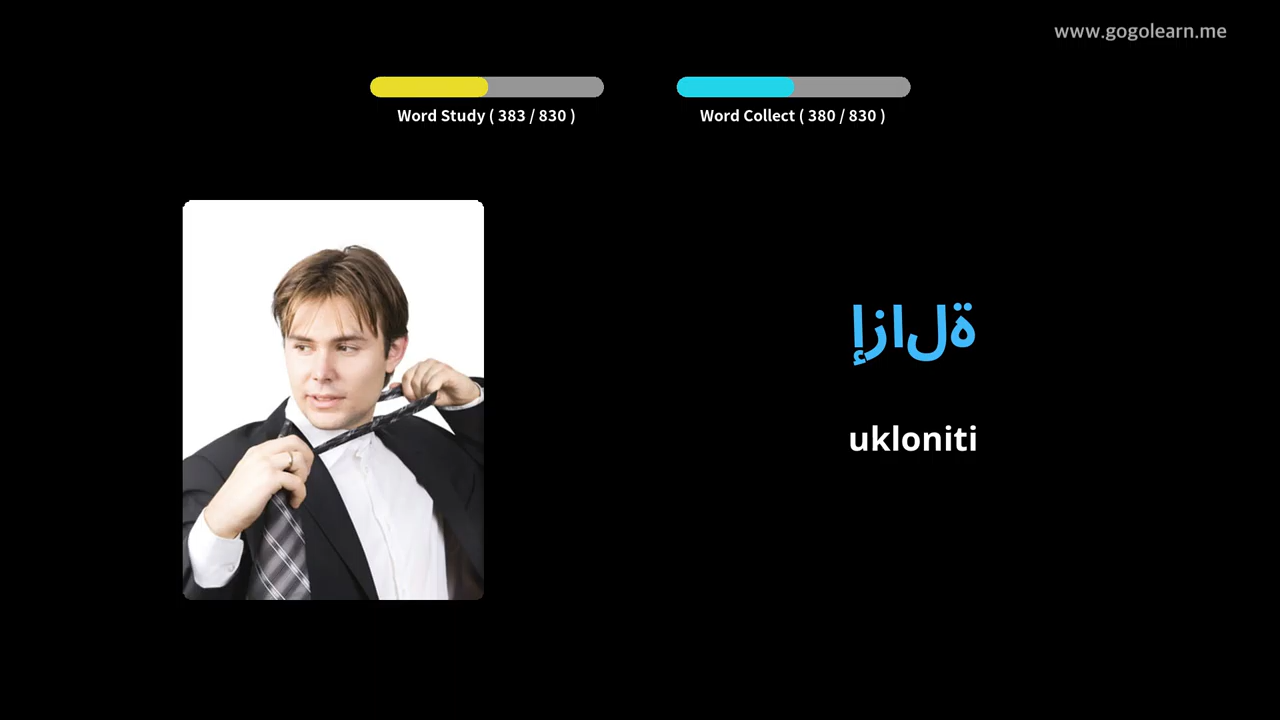 www.gogolearn.me
Word Study ( 383 / 830 )
Word Collect ( 380 / 830 )
إزالة
ukloniti